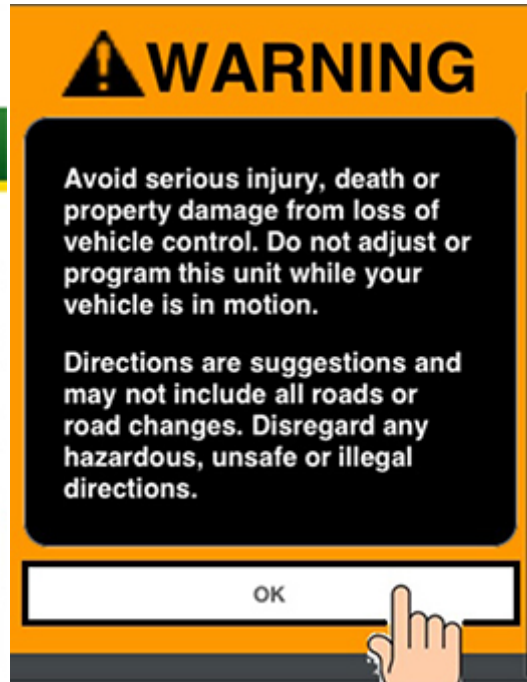 WARNING
Avoid serious injury, death or
property damage from loss of
vehicle control. Do not adjust or
program this unit while your
vehicle is in motion.
Directions are suggestions and
may not include all roads or
road changes. Disregard any
hazardous, unsafe or illegal
directions.
OK